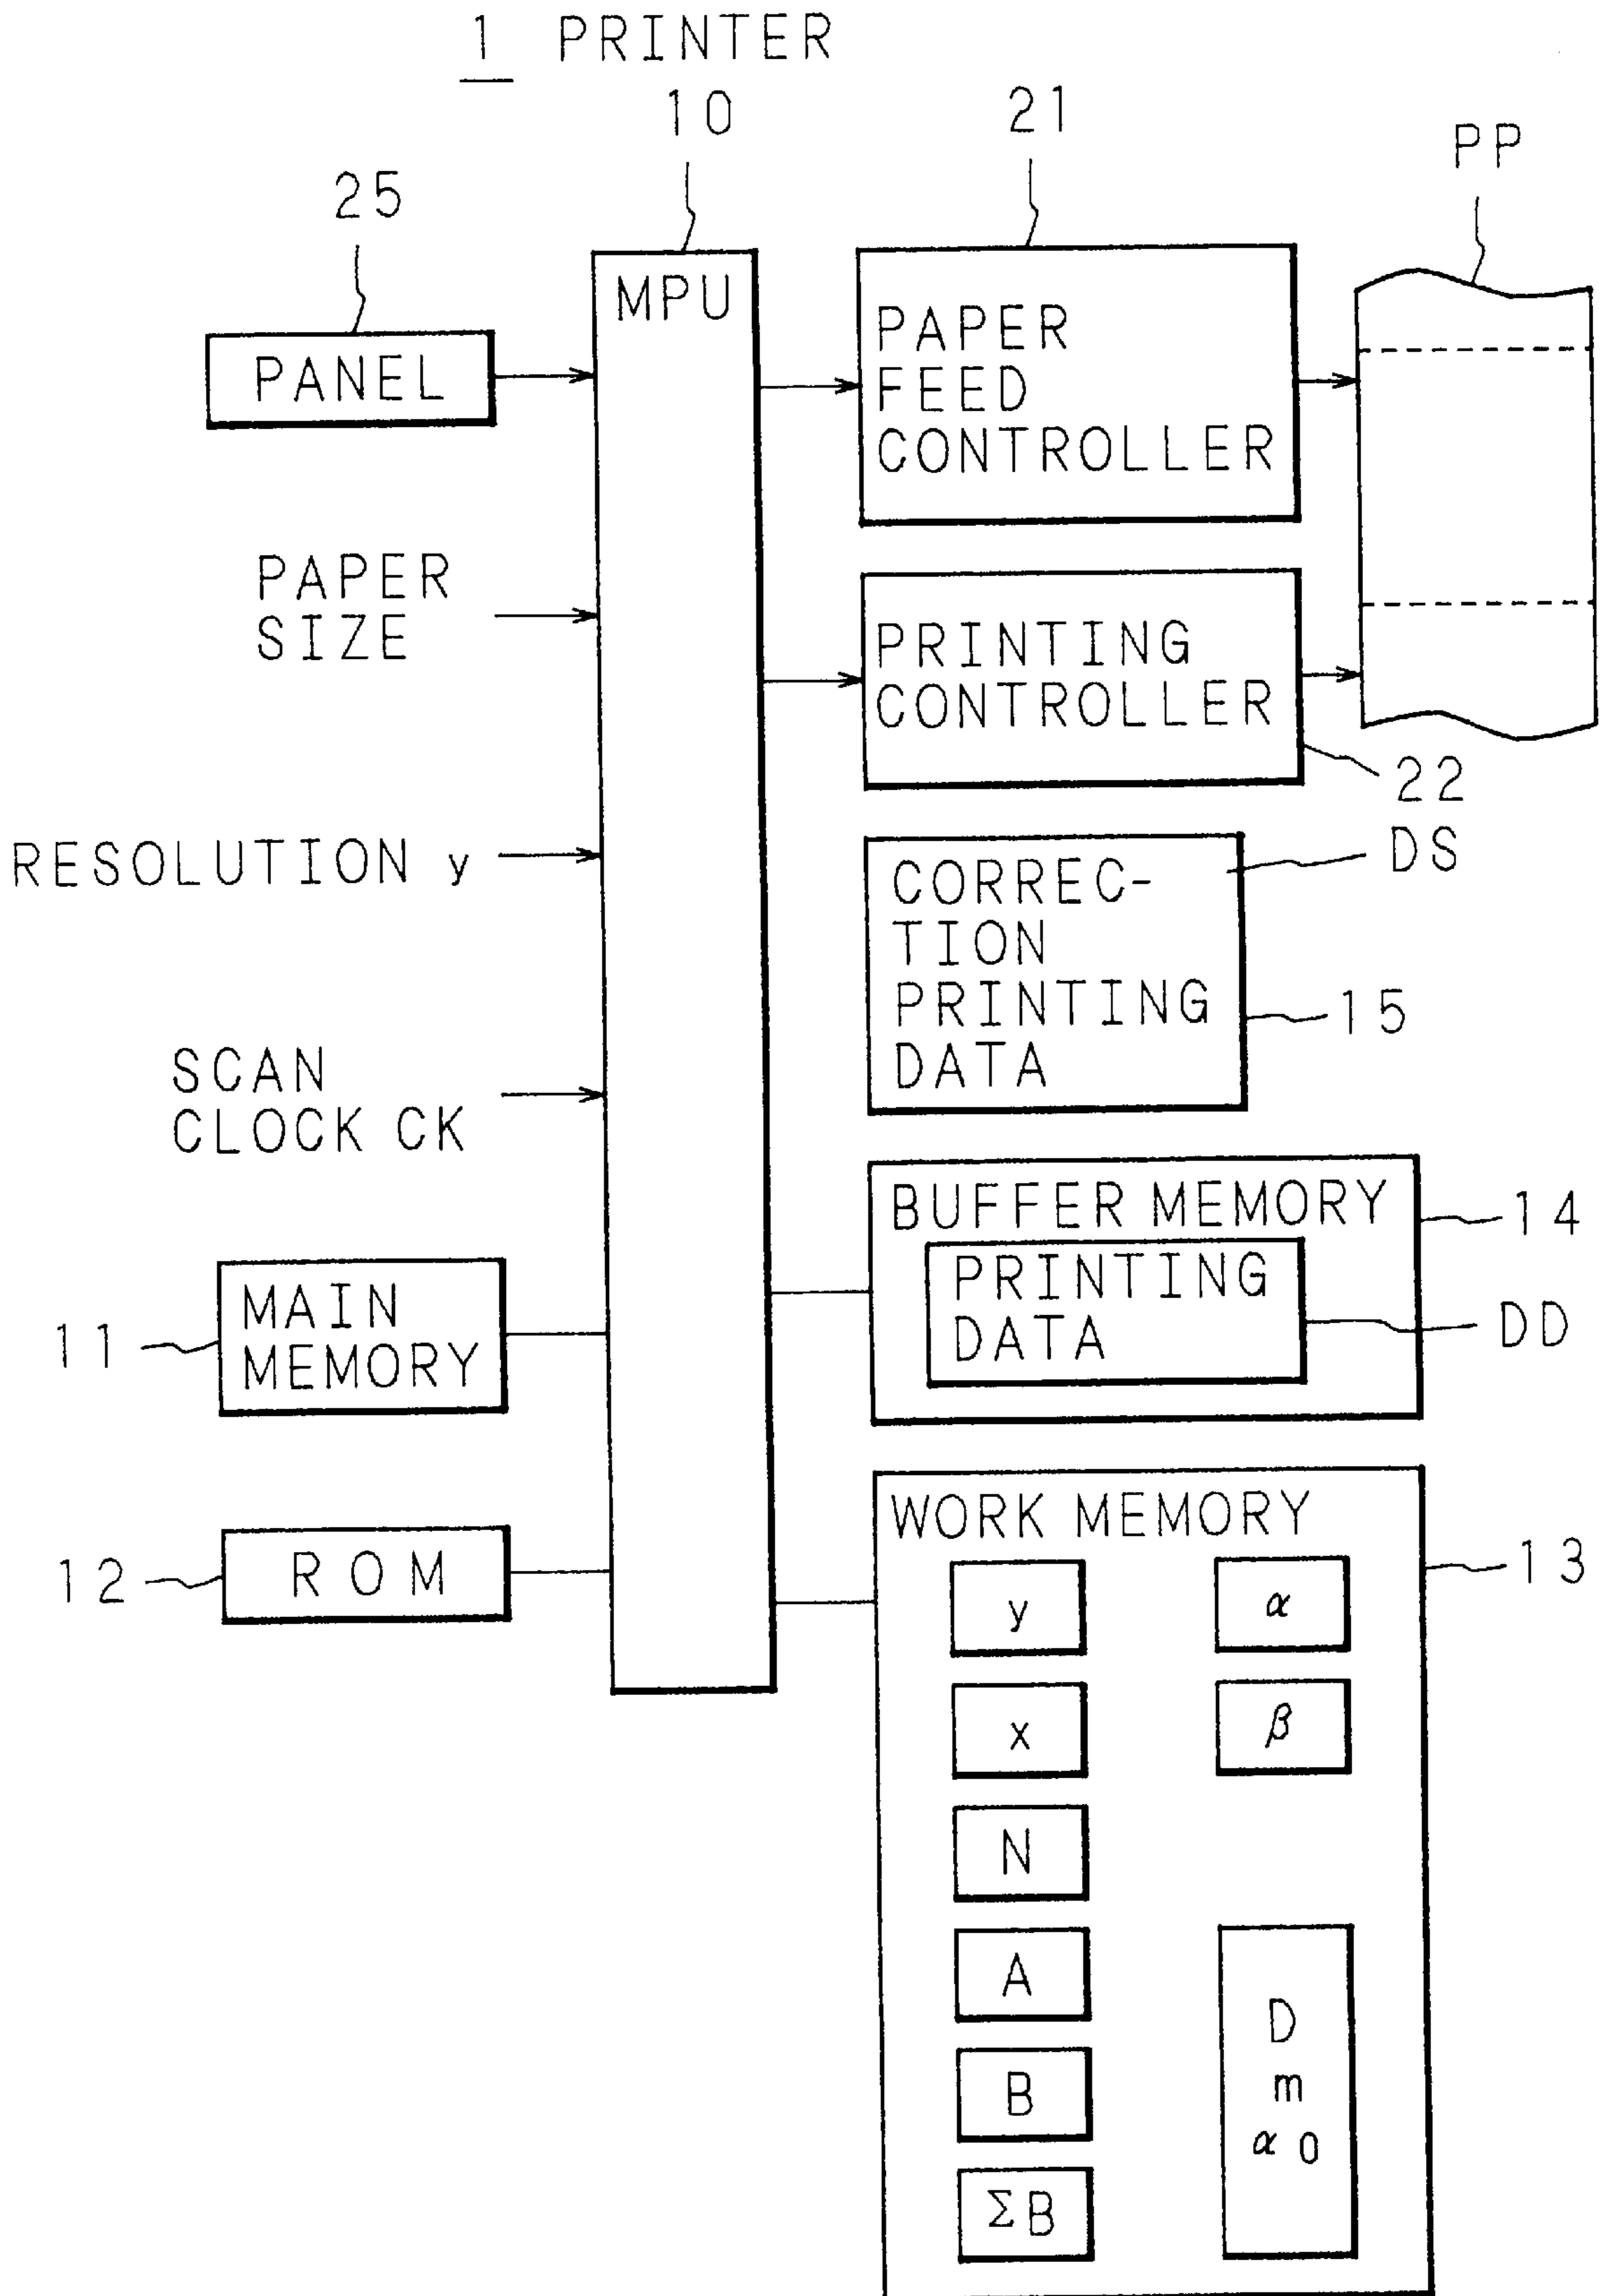 1 PRINTER
10
21
PP
25
MPU
PANEL
PAPER
FEED
CONTROLLER
PAPER
SIZE
PRINTING
CONTROLLER
22
RESOLUTION y
DS
CORREC-
TION
PRINTING
DATA
15
SCAN
CLOCK CK
BUFFER MEMORY
14
PRINTING
DATA
DD
MAIN
MEMORY
11
WORK MEMORY
13
ROM
12
y
α
x
β
N
A
D
m
α0
B
ΣB